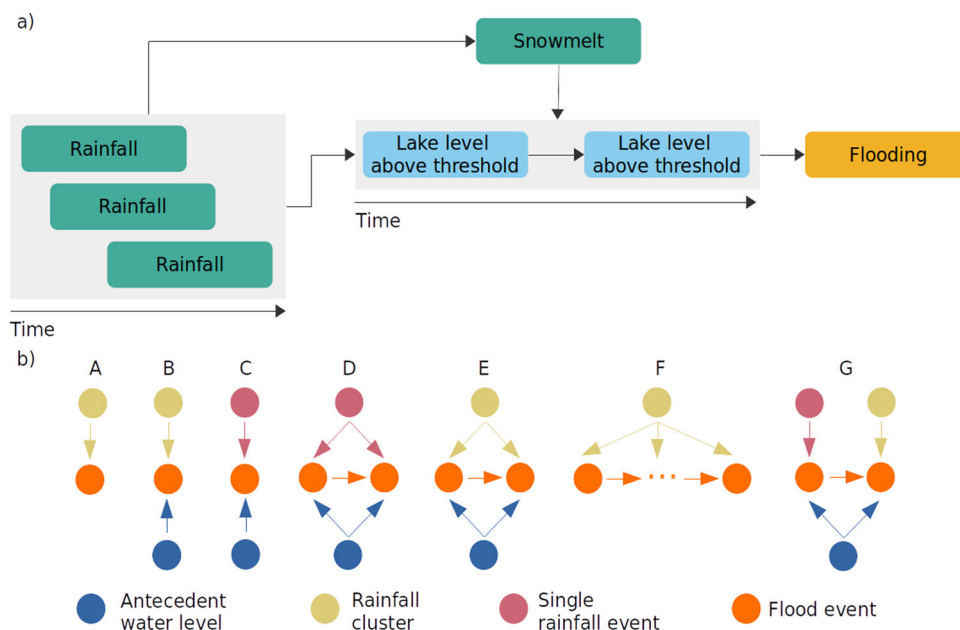 a)
Snowmelt
Rainfall
Rainfall
Rainfall
Time
Lake level
above threshold
Lake level
above threshold
Time
Flooding
b)
A B C D E F G
Antecedent
water level
Rainfall
cluster
Single
rainfall event
Flood event